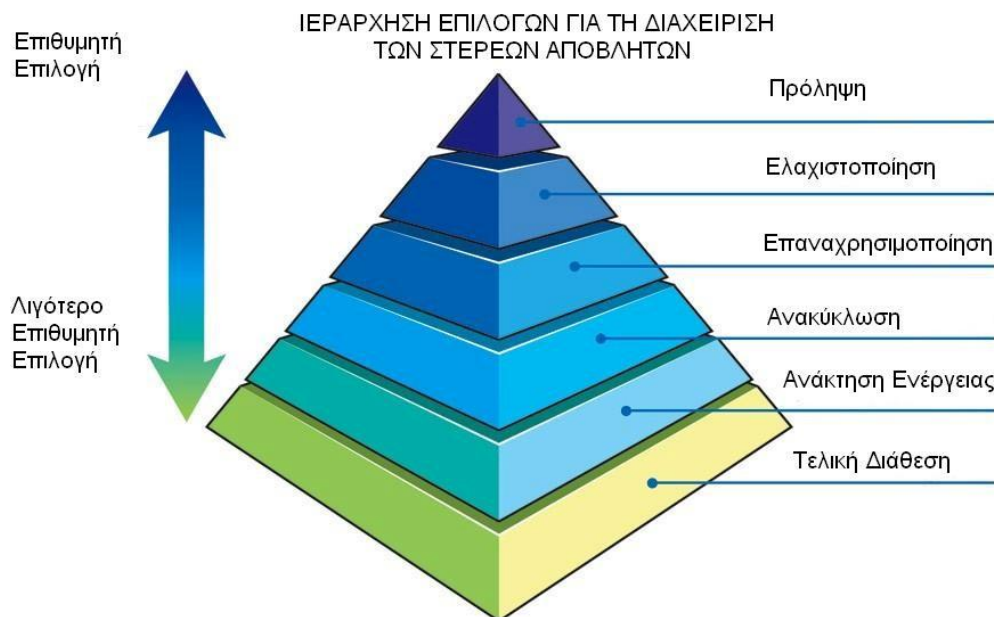 ΙΕΡΑΡΧΗΣΗ ΕΠΙΛΟΓΩΝ ΓΙΑ ΤΗ ΔΙΑΧΕΙΡΙΣΗ
ΤΩΝ ΣΤΕΡΕΩΝ ΑΠΟΒΛΗΤΩΝ
Επιθυμητή
Επιλογή
Λιγότερο
Επιθυμητή
Επιλογή
Πρόληψη
Ελαχιστοποίηση
Επαναχρησιμοποίηση
Ανακύκλωση
Ανάκτηση Ενέργειας
Τελική Διάθεση